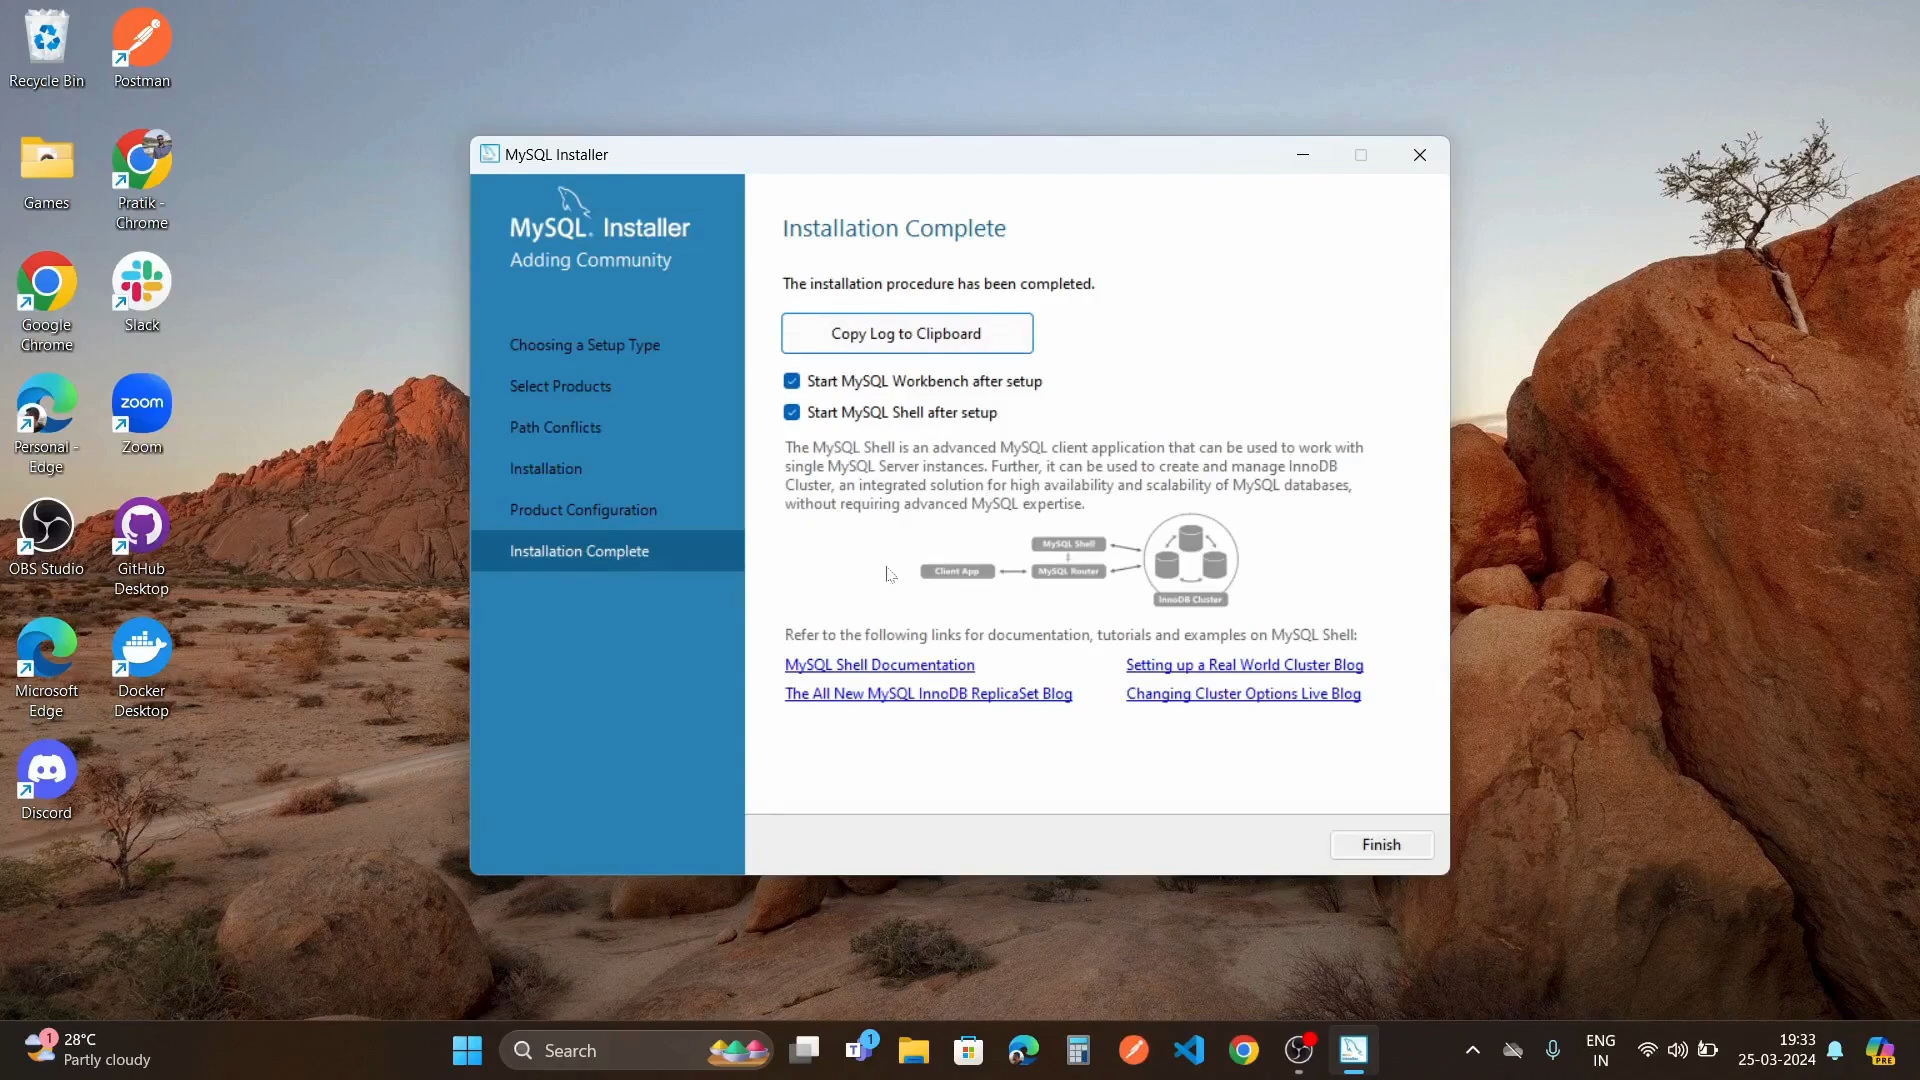 Recycle Bin
Postman
Games
Pratik -
Chrome
Google
Chrome
Slack
Personal -
Edge
zoom
Zoom
OBS Studio
GitHub
Desktop
Microsoft
Edge
Docker
Desktop
Discord
MySQL Installer
MySQL. Installer
Adding Community
Choosing a Setup Type
Select Products
Path Conflicts
Installation
Product Configuration
Installation Complete
Installation Complete
The installation procedure has been completed.
Copy Log to Clipboard
Start MySQL Workbench after setup
Start MySQL Shell after setup
The MySQL Shell is an advanced MySQL client application that can be used to work with
single MySQL Server instances. Further, it can be used to create and manage InnoDB
Cluster, an integrated solution for high availability and scalability of MySQL databases,
without requiring advanced MySQL expertise.
MySQL Shell
Client App
MySQL Router
InnoDB Cluster
Refer to the following links for documentation, tutorials and examples on MySQL Shell:
MySQL Shell Documentation
Setting up a Real World Cluster Blog
The All New MySQL InnoDB ReplicaSet Blog
Changing Cluster Options Live Blog
Finish
1
28°C
Partly cloudy
Search
T
1
ENG
IN
19:33
25-03-2024
PRE